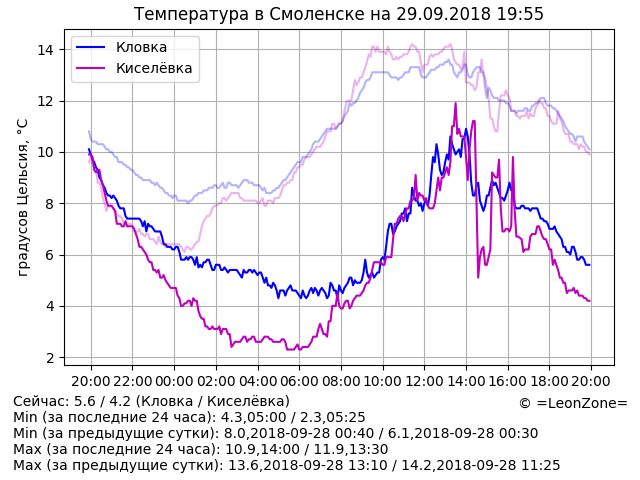 Температура в Смоленске на 29.09.2018 19:55
Кловка
Киселёвка
градусов Цельсия, °C
14
12
10
8
6
4
2
20:00 22:00 00:00 02:00 04:00 06:00 08:00 10:00 12:00 14:00 16:00 18:00 20:00
Сейчас: 5.6 / 4.2 (Кловка / Киселёвка)
© =LeonZone=
Min (за последние 24 часа): 4.3,05:00 / 2.3,05:25
Min (за предыдущие сутки): 8.0,2018-09-28 00:40 / 6.1,2018-09-28 00:30
Max (за последние 24 часа): 10.9,14:00 / 11.9,13:30
Max (за предыдущие сутки): 13.6,2018-09-28 13:10 / 14.2,2018-09-28 11:25